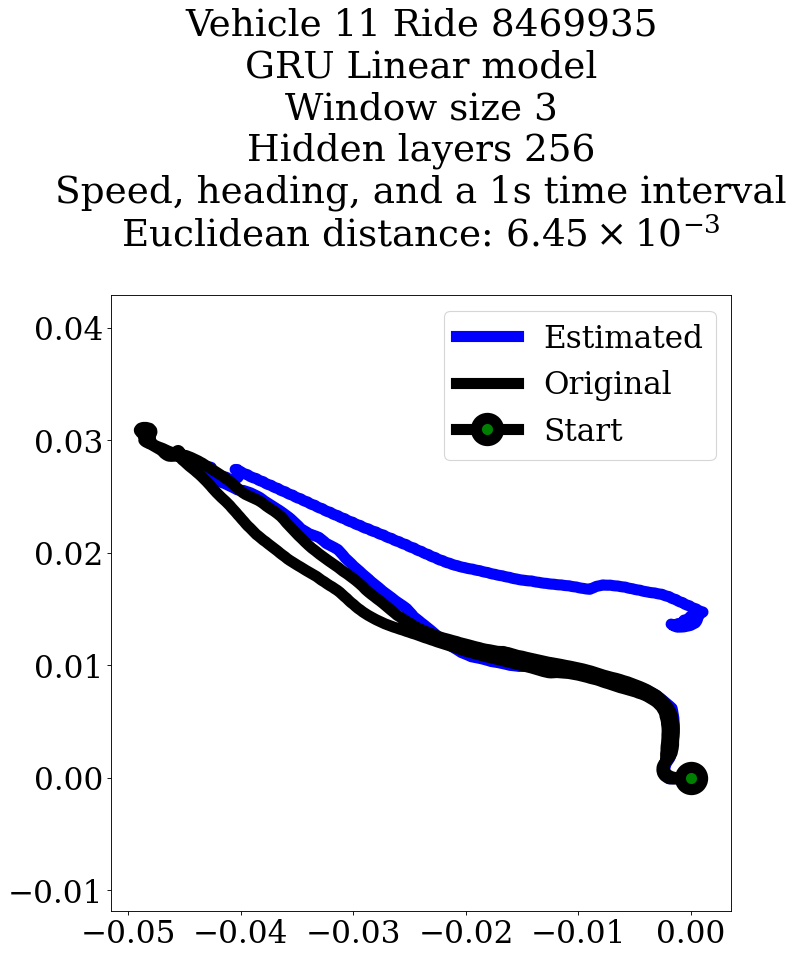 Vehicle 11 Ride 8469935
GRU Linear model
Window size 3
Hidden layers 256
Speed, heading, and a 1s time interval
Euclidean distance: 6.45 × 10⁻³
Estimated
Original
Start
0.04
0.03
0.02
0.01
0.00
−0.01
−0.05 −0.04 −0.03 −0.02 −0.01 0.00